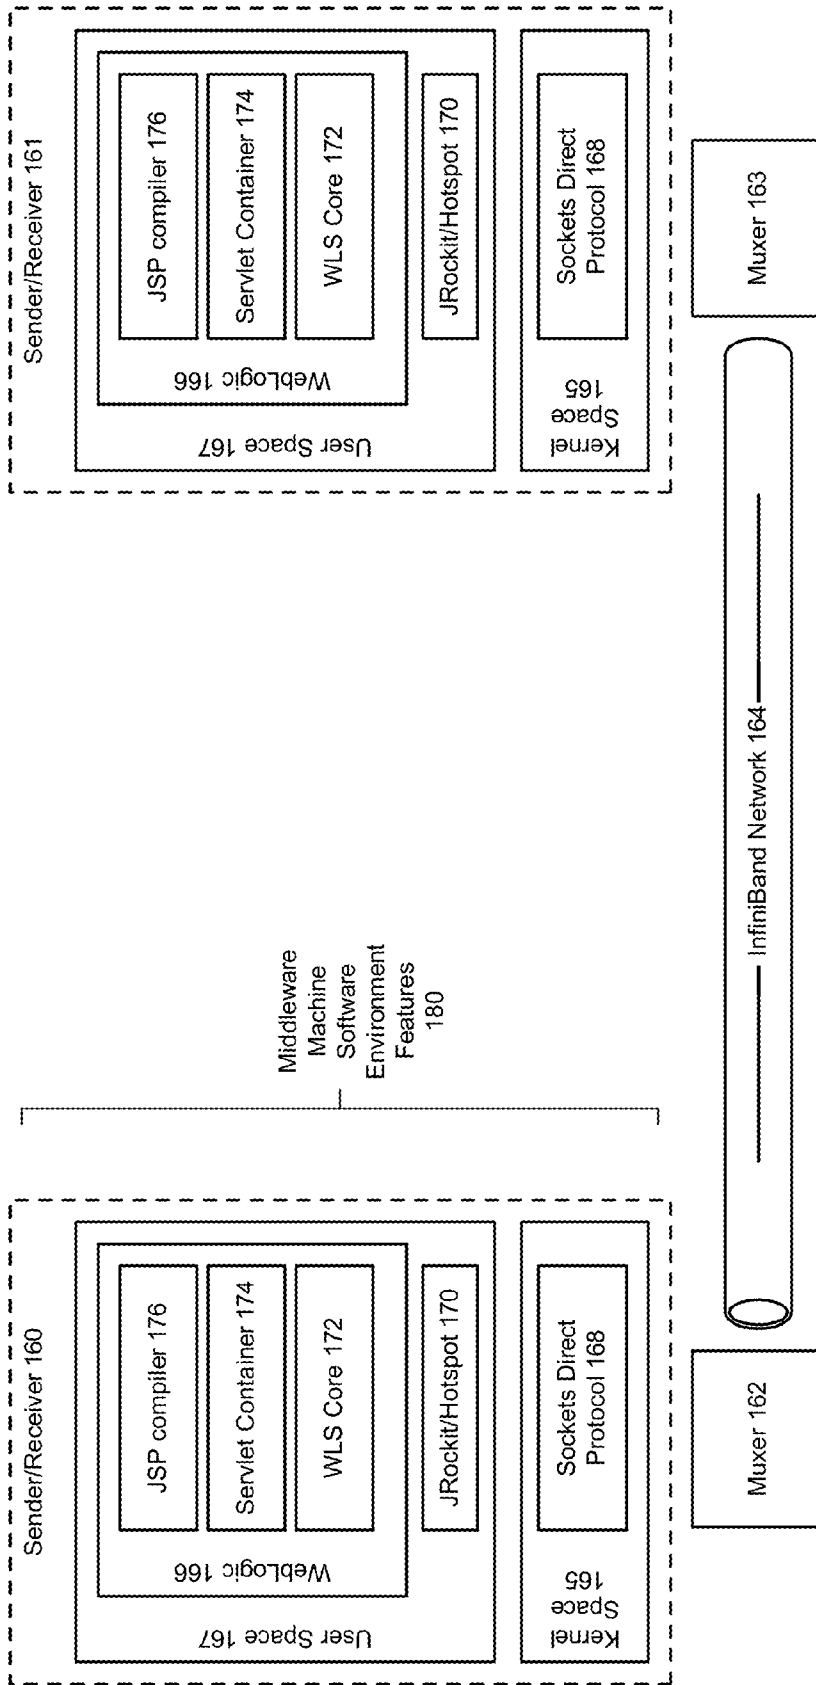 Sender/Receiver 160
User Space 167
WebLogic 166
JSP compiler 176
Servlet Container 174
WLS Core 172
JRockit/Hotspot 170
Kernel
Space
165
Sockets Direct
Protocol 168
Muxer 162
Middleware
Machine
Software
Environment
Features
180
InfiniBand Network 164
Sender/Receiver 161
User Space 167
WebLogic 166
JSP compiler 176
Servlet Container 174
WLS Core 172
JRockit/Hotspot 170
Kernel
Space
165
Sockets Direct
Protocol 168
Muxer 163